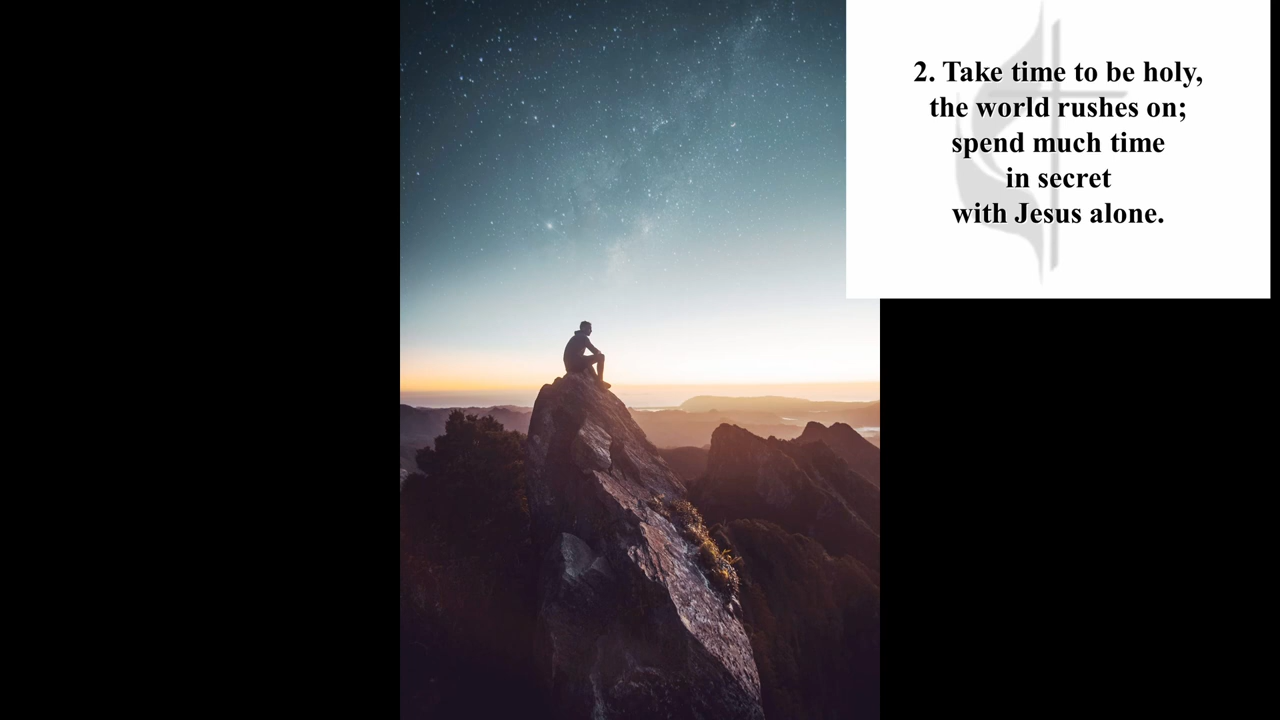 2. Take time to be holy,
the world rushes on;
spend much time
in secret
with Jesus alone.